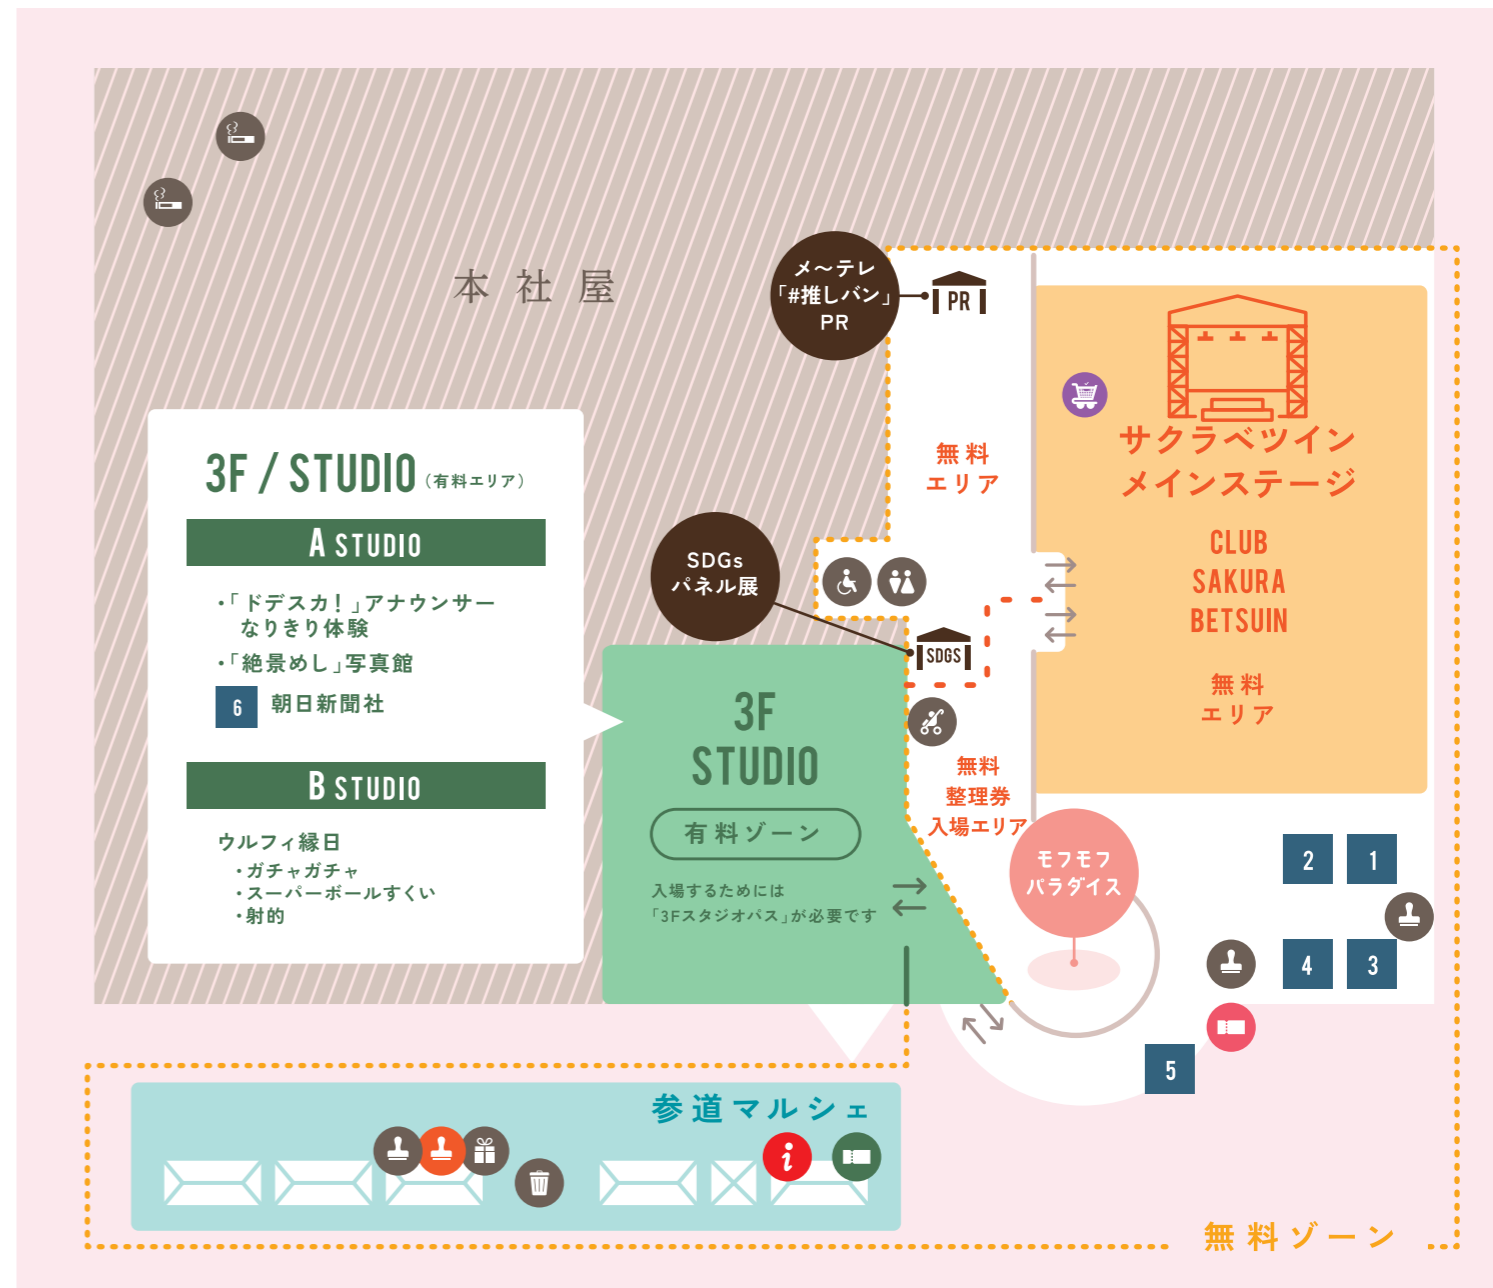 本社屋
メ～テレ
「#推しバン」
PR
PR
無料
エリア
サクラベツイン
メインステージ
CLUB
SAKURA
BETSUIN
無料
エリア
3F / STUDIO（有料エリア）
A STUDIO
・「ドデスカ！」アナウンサー
なりきり体験
・「絶景めし」写真館
6 朝日新聞社
B STUDIO
ウルフィ縁日
・ガチャガチャ
・スーパーボールすくい
・射的
SDGs
パネル展
SDGS
3F
STUDIO
有料ゾーン
入場するためには
「3Fスタジオパス」が必要です
無料
整理券
入場エリア
モフモフ
パラダイス
2 1
4 3
5
参道マルシェ
i
無料ゾーン